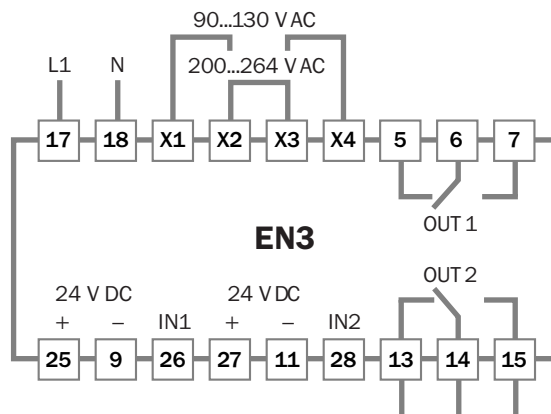 90...130 V AC
L1 N 200...264 V AC
17 18 X1 X2 X3 X4 5 6 7
OUT 1
EN3
OUT 2
24 V DC 24 V DC
+ – IN1 + – IN2
25 9 26 27 11 28 13 14 15